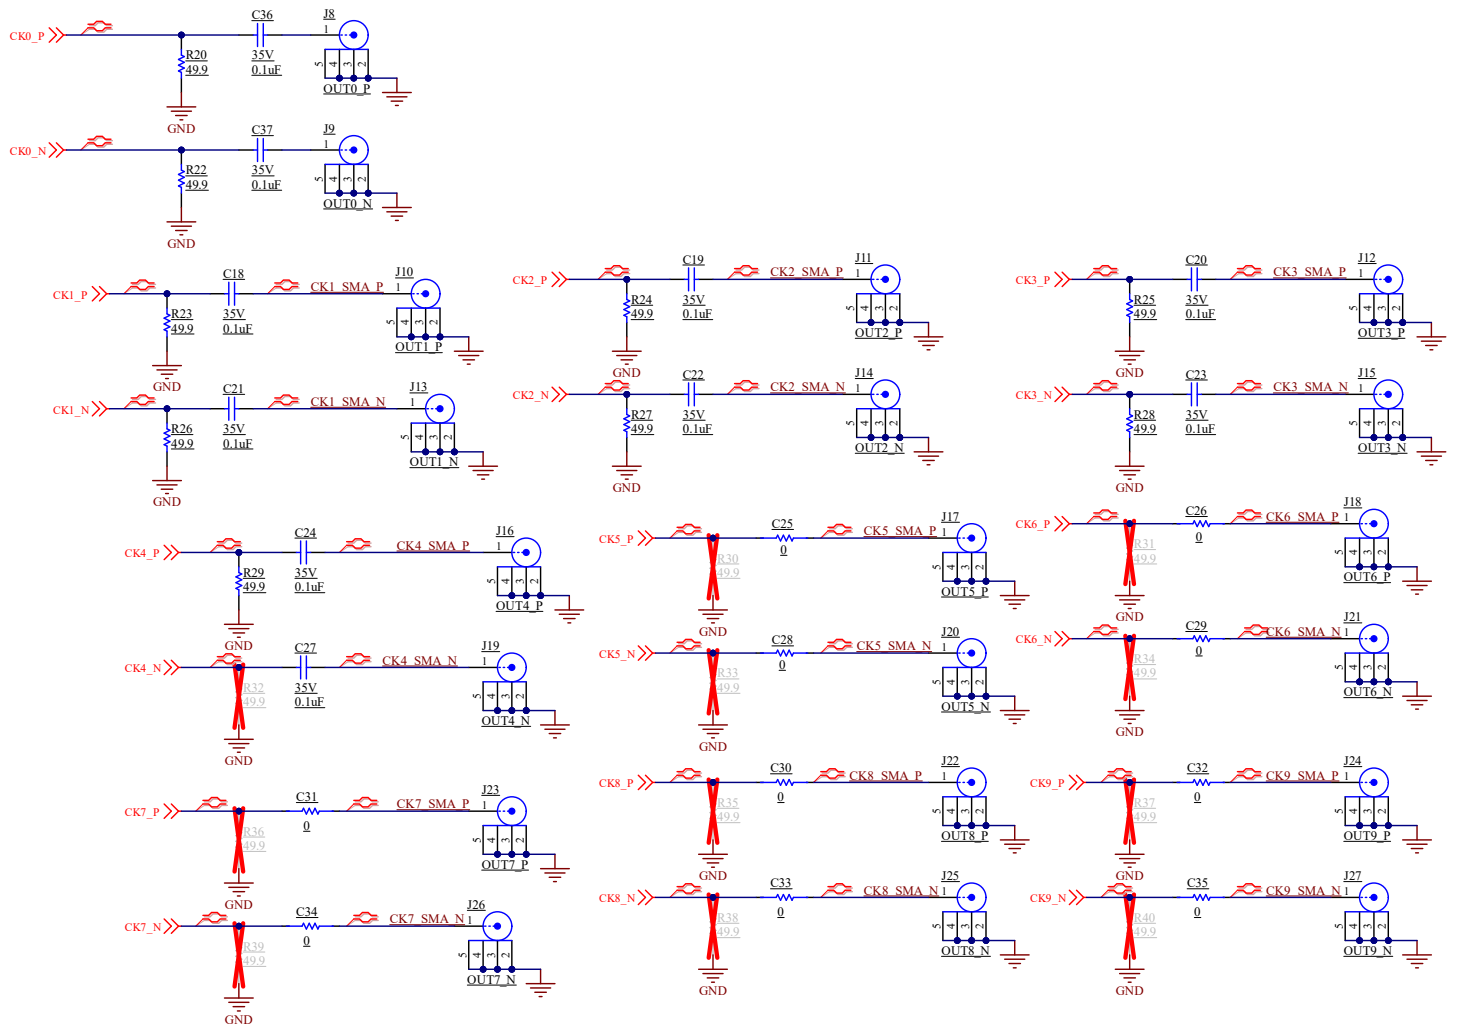 CK0_P
C36
35V
0.1uF
R20
49.9
GND
J8
1
5
4
3
2
OUT0_P
CK0_N
C37
35V
0.1uF
R22
49.9
GND
J9
1
5
4
3
2
OUT0_N
CK1_P
C18
35V
0.1uF
R23
49.9
GND
CK1_SMA_P
J10
1
5
4
3
2
OUT1_P
CK2_P
C19
35V
0.1uF
R24
49.9
GND
CK2_SMA_P
J11
1
5
4
3
2
OUT2_P
CK3_P
C20
35V
0.1uF
R25
49.9
GND
CK3_SMA_P
J12
1
5
4
3
2
OUT3_P
CK1_N
C21
35V
0.1uF
R26
49.9
GND
CK1_SMA_N
J13
1
5
4
3
2
OUT1_N
CK2_N
C22
35V
0.1uF
R27
49.9
GND
CK2_SMA_N
J14
1
5
4
3
2
OUT2_N
CK3_N
C23
35V
0.1uF
R28
49.9
GND
CK3_SMA_N
J15
1
5
4
3
2
OUT3_N
CK4_P
C24
35V
0.1uF
R29
49.9
GND
CK4_SMA_P
J16
1
5
4
3
2
OUT4_P
CK5_P
C25
0
R30
49.9
GND
CK5_SMA_P
J17
1
5
4
3
2
OUT5_P
CK6_P
C26
0
R31
49.9
GND
CK6_SMA_P
J18
1
5
4
3
2
OUT6_P
CK4_N
C27
35V
0.1uF
R32
49.9
GND
CK4_SMA_N
J19
1
5
4
3
2
OUT4_N
CK5_N
C28
0
R33
49.9
GND
CK5_SMA_N
J20
1
5
4
3
2
OUT5_N
CK6_N
C29
0
R34
49.9
GND
CK6_SMA_N
J21
1
5
4
3
2
OUT6_N
CK7_P
C31
0
R36
49.9
GND
CK7_SMA_P
J23
1
5
4
3
2
OUT7_P
CK8_P
C30
0
R35
49.9
GND
CK8_SMA_P
J22
1
5
4
3
2
OUT8_P
CK9_P
C32
0
R37
49.9
GND
CK9_SMA_P
J24
1
5
4
3
2
OUT9_P
CK7_N
C34
0
R39
49.9
GND
CK7_SMA_N
J26
1
5
4
3
2
OUT7_N
CK8_N
C33
0
R38
49.9
GND
CK8_SMA_N
J25
1
5
4
3
2
OUT8_N
CK9_N
C35
0
R40
49.9
GND
CK9_SMA_N
J27
1
5
4
3
2
OUT9_N